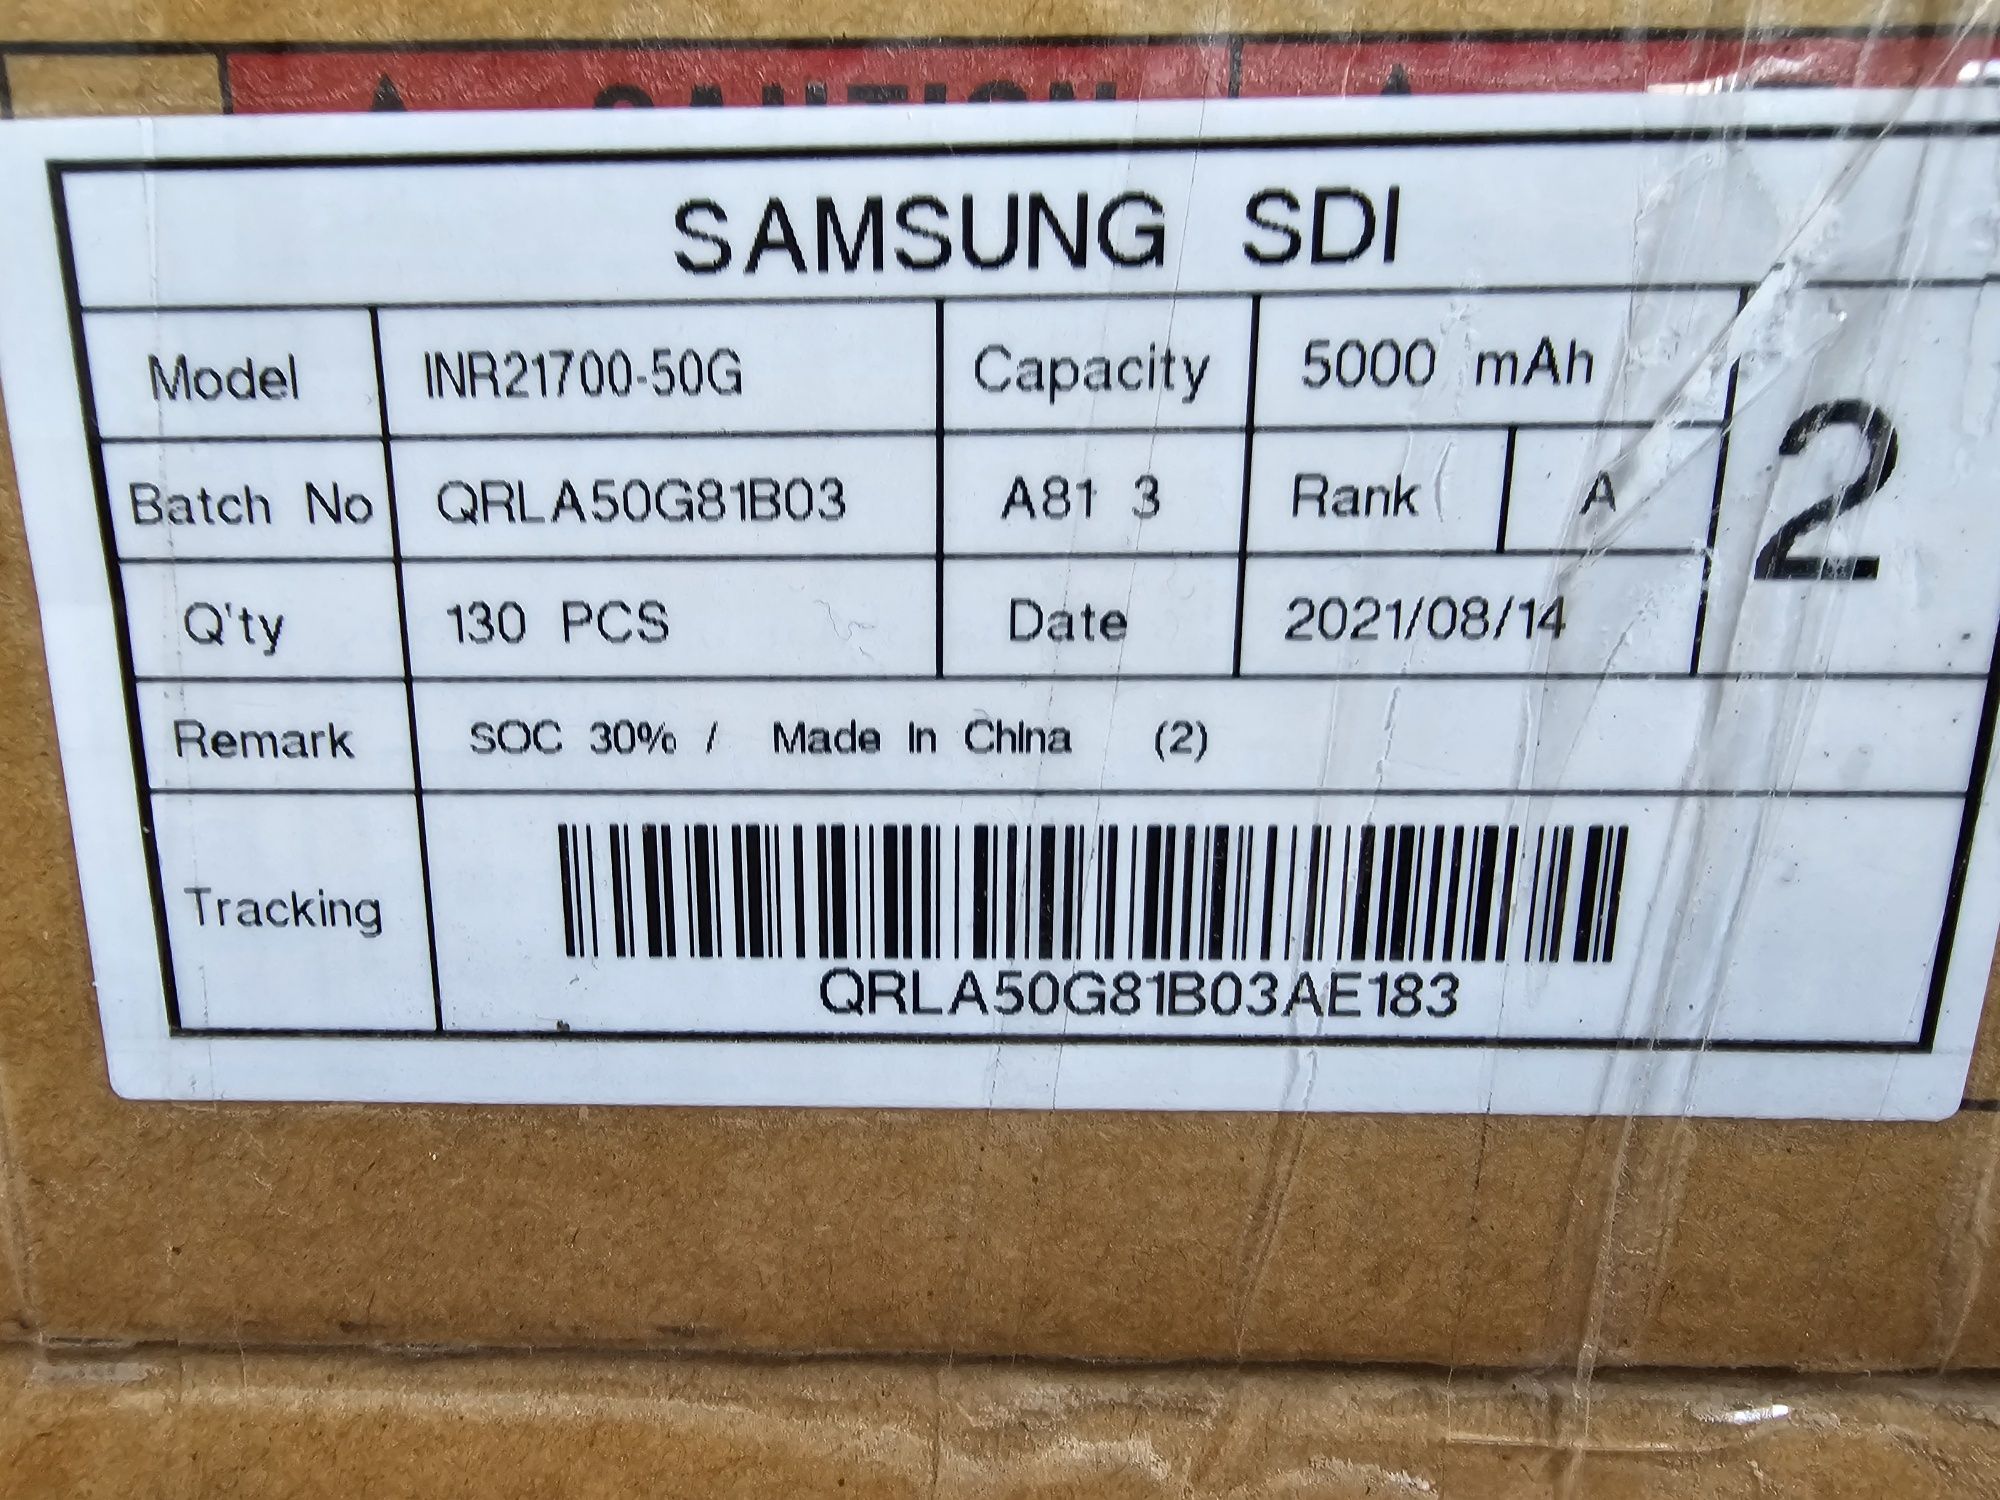 CAUTION
SAMSUNG SDI
Model INR21700-50G Capacity 5000 mAh
Batch No QRLA50G81B03 A81 3 Rank A 2
Q'ty 130 PCS Date 2021/08/14
Remark SOC 30% / Made In China (2)
Tracking
QRLA50G81B03AE183